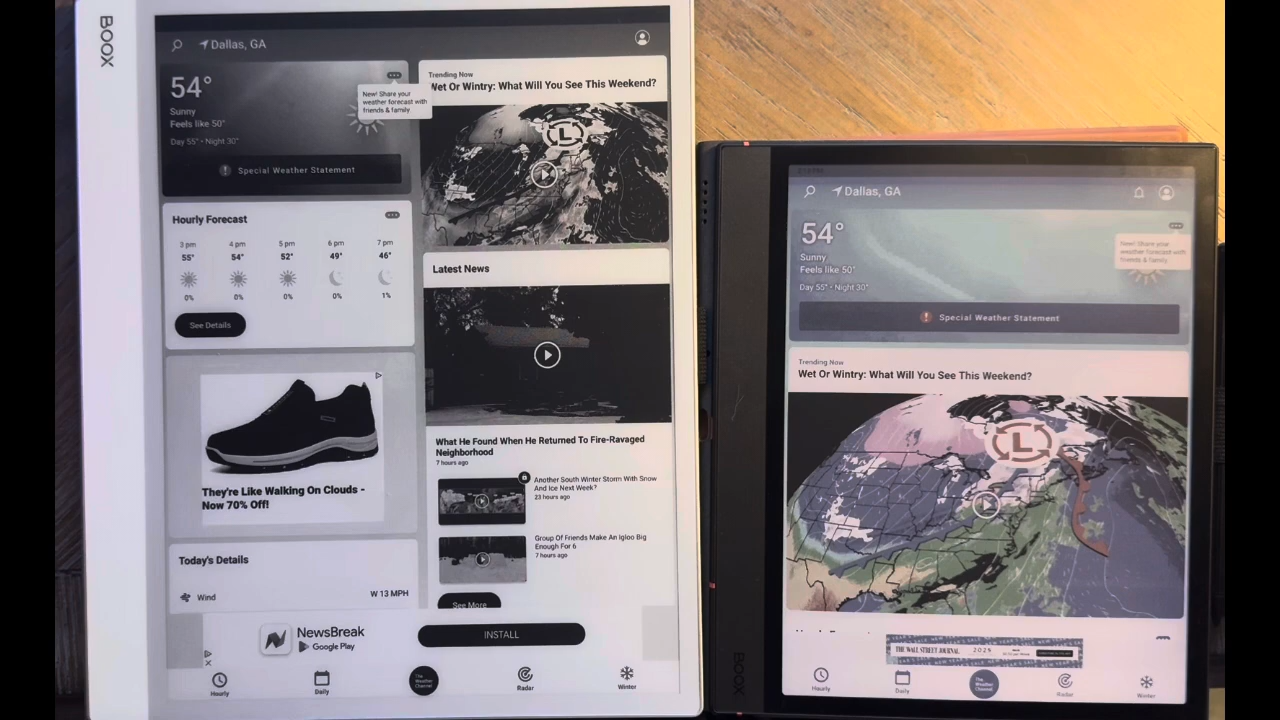 BOOX
Dallas, GA
54°
Sunny
Feels like 50°
Day 55° • Night 30°
New! Share your
weather forecast with
friends & family
Special Weather Statement
Hourly Forecast
3 pm 4 pm 5 pm 6 pm 7 pm
55° 54° 52° 49° 46°
0% 0% 0% 0% 1%
See Details
They're Like Walking On Clouds -
Now 70% Off!
Today's Details
Wind W 13 MPH
Trending Now
Wet Or Wintry: What Will You See This Weekend?
L
Latest News
What He Found When He Returned To Fire-Ravaged
Neighborhood
7 hours ago
Another South Winter Storm With Snow
And Ice Next Week?
23 hours ago
Group Of Friends Make An Igloo Big
Enough For 6
7 hours ago
See More
NewsBreak
Google Play
INSTALL
Hourly
Daily
The
Weather
Channel
Radar
Winter
BOOX
Dallas, GA
54°
Sunny
Feels like 50°
Day 55° • Night 30°
New! Share your
weather forecast with
friends & family
Special Weather Statement
Trending Now
Wet Or Wintry: What Will You See This Weekend?
L
THE WALL STREET JOURNAL
2025
Hourly
Daily
The
Weather
Channel
Radar
Winter